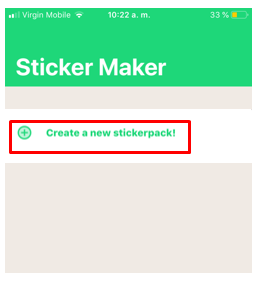 Virgin Mobile 10:22 a. m. 33 %
Sticker Maker
Create a new stickerpack!